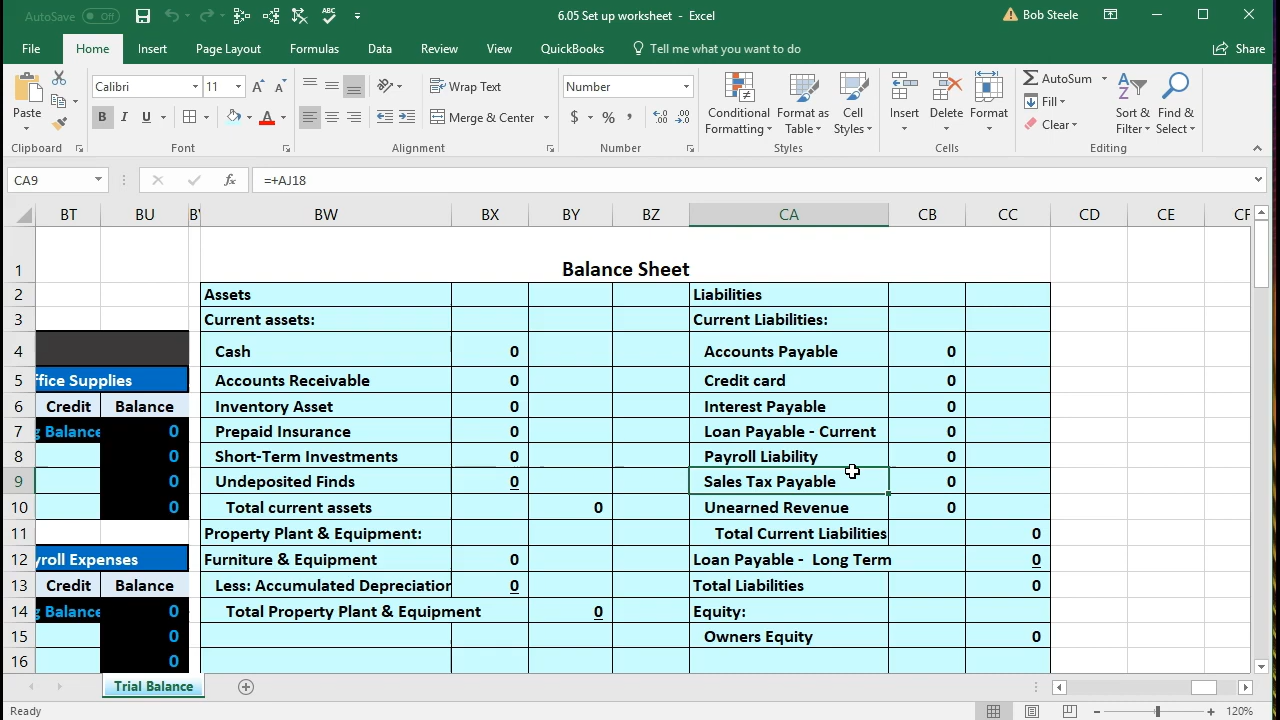 AutoSave Off 6.05 Set up worksheet - Excel Bob Steele
File Home Insert Page Layout Formulas Data Review View QuickBooks Tell me what you want to do Share
Calibri 11 Wrap Text Number AutoSum
Paste Conditional Format as Cell Insert Delete Format Fill Sort & Find &
B I U Merge & Center $ % , Formatting Table Styles Clear Filter Select
Clipboard Font Alignment Number Styles Cells Editing
CA9 fx =+AJ18
BT BU BW BX BY BZ CA CB CC CD CE
1 Balance Sheet
2 Assets Liabilities
3 Current assets: Current Liabilities:
4 Cash 0 Accounts Payable 0
5 ffice Supplies Accounts Receivable 0 Credit card 0
6 Credit Balance Inventory Asset 0 Interest Payable 0
7 g Balance 0 Prepaid Insurance 0 Loan Payable - Current 0
8 0 Short-Term Investments 0 Payroll Liability 0
9 0 Undeposited Finds 0 Sales Tax Payable 0
10 0 Total current assets 0 Unearned Revenue 0
11 Property Plant & Equipment: Total Current Liabilities 0
12 yroll Expenses Furniture & Equipment 0 Loan Payable - Long Term 0
13 Credit Balance Less: Accumulated Depreciation 0 Total Liabilities 0
14 g Balance 0 Total Property Plant & Equipment 0 Equity:
15 0 Owners Equity 0
16 0
Trial Balance
Ready 120%